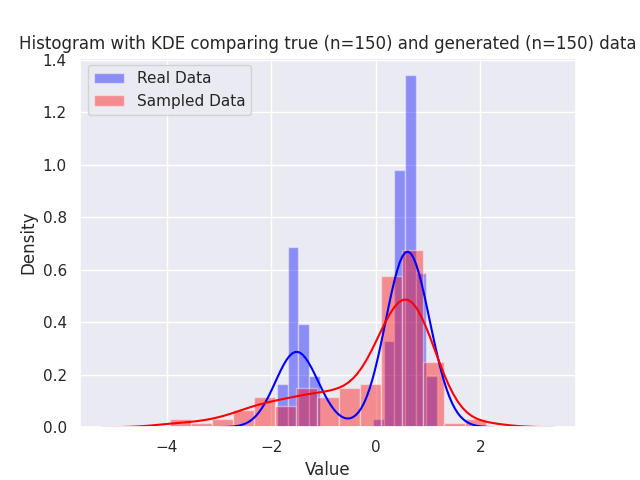 Histogram with KDE comparing true (n=150) and generated (n=150) data
Real Data
Sampled Data
Density
1.4
1.2
1.0
0.8
0.6
0.4
0.2
0.0
−4
−2
0
2
Value